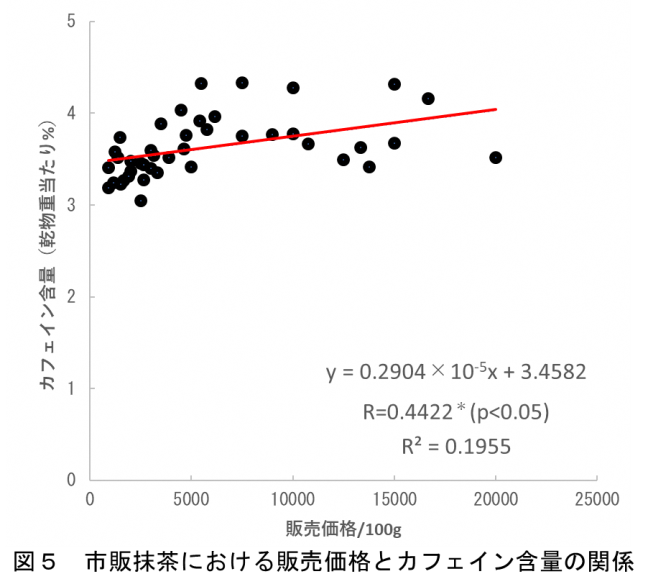 5
4
3
2
1
0
カフェイン含量（乾物重当たり%）
y = 0.2904×10⁻⁵x + 3.4582
R=0.4422＊(p<0.05)
R² = 0.1955
0 5000 10000 15000 20000 25000
販売価格/100g
図５　市販抹茶における販売価格とカフェイン含量の関係